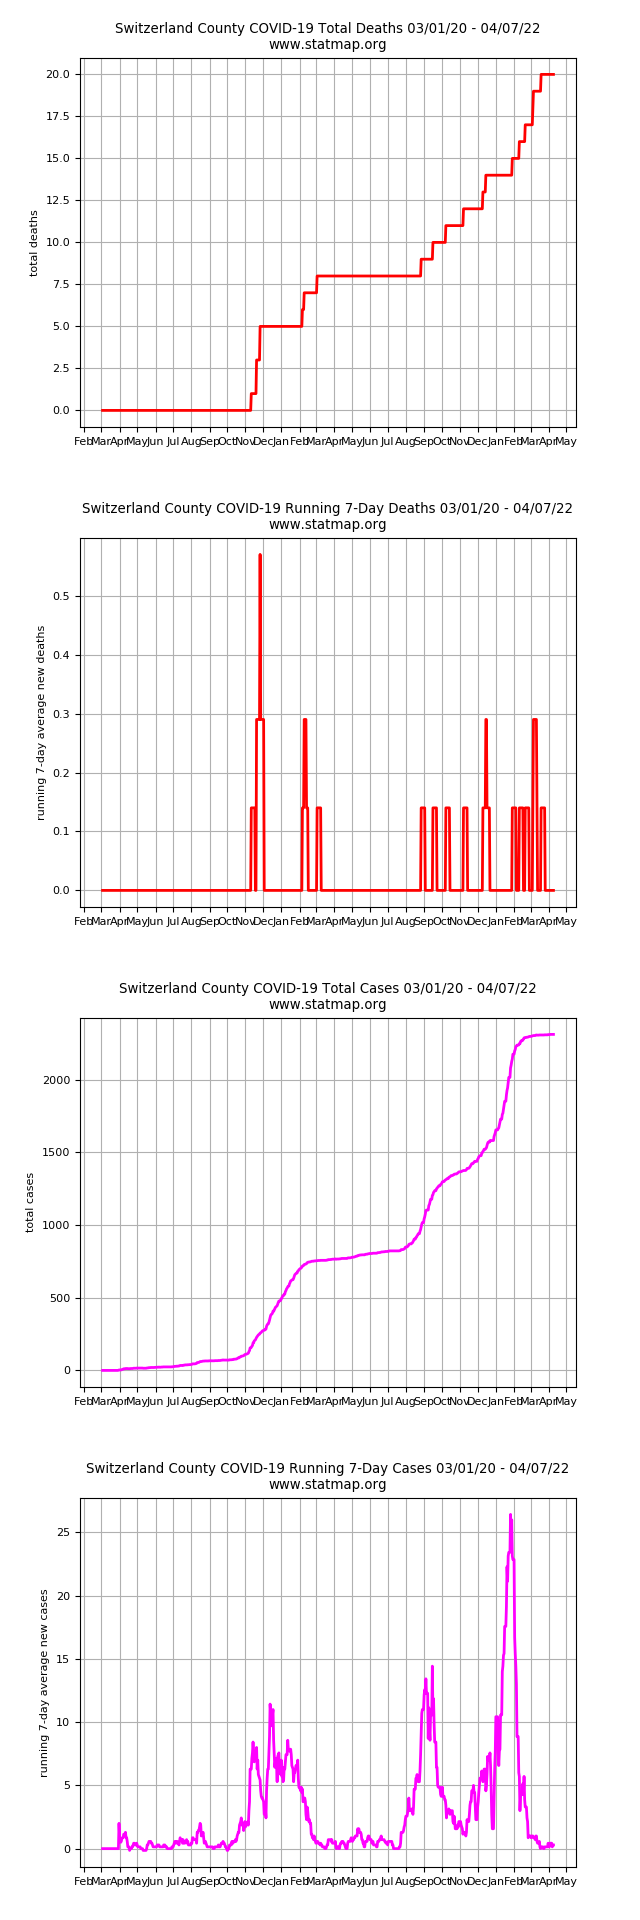 Switzerland County COVID-19 Total Deaths 03/01/20 - 04/07/22
www.statmap.org
20.0
17.5
15.0
12.5
10.0
7.5
5.0
2.5
0.0
total deaths
Feb Mar Apr May Jun Jul Aug Sep Oct Nov Dec Jan Feb Mar Apr May Jun Jul Aug Sep Oct Nov Dec Jan Feb Mar Apr May
Switzerland County COVID-19 Running 7-Day Deaths 03/01/20 - 04/07/22
www.statmap.org
0.5
0.4
0.3
0.2
0.1
0.0
running 7-day average new deaths
Feb Mar Apr May Jun Jul Aug Sep Oct Nov Dec Jan Feb Mar Apr May Jun Jul Aug Sep Oct Nov Dec Jan Feb Mar Apr May
Switzerland County COVID-19 Total Cases 03/01/20 - 04/07/22
www.statmap.org
2000
1500
1000
500
0
total cases
Feb Mar Apr May Jun Jul Aug Sep Oct Nov Dec Jan Feb Mar Apr May Jun Jul Aug Sep Oct Nov Dec Jan Feb Mar Apr May
Switzerland County COVID-19 Running 7-Day Cases 03/01/20 - 04/07/22
www.statmap.org
25
20
15
10
5
0
running 7-day average new cases
Feb Mar Apr May Jun Jul Aug Sep Oct Nov Dec Jan Feb Mar Apr May Jun Jul Aug Sep Oct Nov Dec Jan Feb Mar Apr May